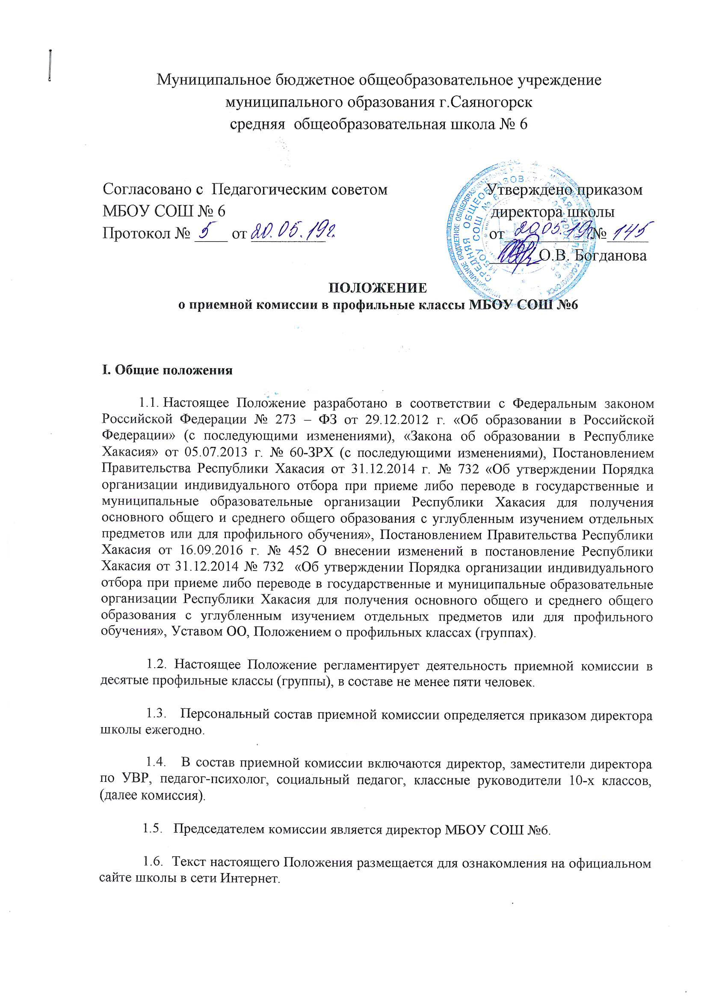 Муниципальное бюджетное общеобразовательное учреждение
муниципального образования г.Саяногорск
средняя общеобразовательная школа № 6
Согласовано с Педагогическим советом
МБОУ СОШ № 6
Протокол № 5 от 20.05.19г.
Утверждено приказом
директора школы
от 20.05.19г № 145
О.В. Богданова
ПОЛОЖЕНИЕ
о приемной комиссии в профильные классы МБОУ СОШ №6
I. Общие положения
1.1. Настоящее Положение разработано в соответствии с Федеральным законом
Российской Федерации № 273 – ФЗ от 29.12.2012 г. «Об образовании в Российской
Федерации» (с последующими изменениями), «Закона об образовании в Республике
Хакасия» от 05.07.2013 г. № 60-ЗРХ (с последующими изменениями), Постановлением
Правительства Республики Хакасия от 31.12.2014 г. № 732 «Об утверждении Порядка
организации индивидуального отбора при приеме либо переводе в государственные и
муниципальные образовательные организации Республики Хакасия для получения
основного общего и среднего общего образования с углубленным изучением отдельных
предметов или для профильного обучения», Постановлением Правительства Республики
Хакасия от 16.09.2016 г. № 452 О внесении изменений в постановление Республики
Хакасия от 31.12.2014 № 732 «Об утверждении Порядка организации индивидуального
отбора при приеме либо переводе в государственные и муниципальные образовательные
организации Республики Хакасия для получения основного общего и среднего общего
образования с углубленным изучением отдельных предметов или для профильного
обучения», Уставом ОО, Положением о профильных классах (группах).
1.2. Настоящее Положение регламентирует деятельность приемной комиссии в
десятые профильные классы (группы), в составе не менее пяти человек.
1.3. Персональный состав приемной комиссии определяется приказом директора
школы ежегодно.
1.4. В состав приемной комиссии включаются директор, заместители директора
по УВР, педагог-психолог, социальный педагог, классные руководители 10-х классов,
(далее комиссия).
1.5. Председателем комиссии является директор МБОУ СОШ №6.
1.6. Текст настоящего Положения размещается для ознакомления на официальном
сайте школы в сети Интернет.